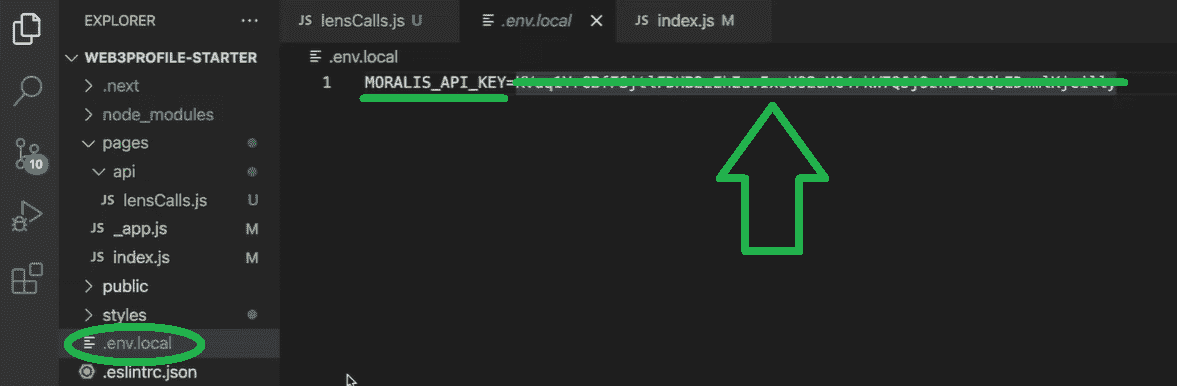 EXPLORER
WEB3PROFILE-STARTER
.next
node_modules
pages
api
JS lensCalls.js U
JS _app.js M
JS index.js M
public
styles
.env.local
.eslintrc.json
10
JS lensCalls.js U
.env.local
JS index.js M
.env.local
1 MORALIS_API_KEY=